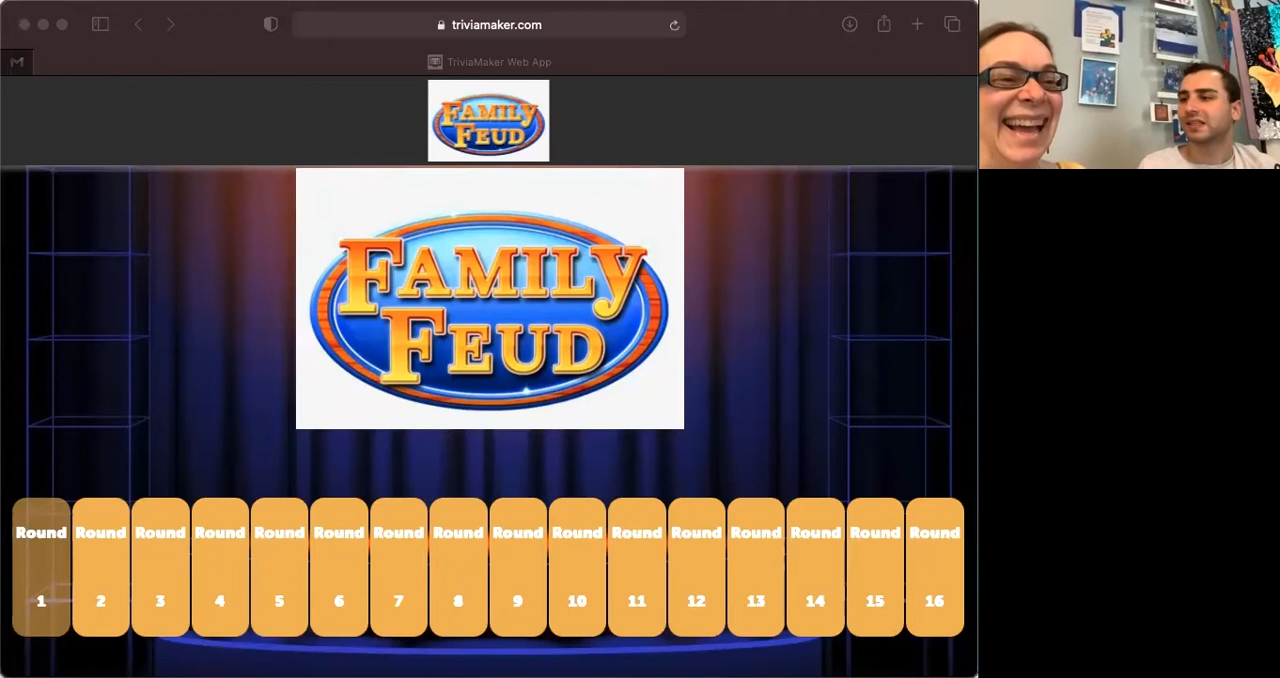 triviamaker.com
M
TriviaMaker Web App
FAMILY
FEUD
FAMILY
FEUD
Round Round Round Round Round Round Round Round Round Round Round Round Round Round Round Round
1 2 3 4 5 6 7 8 9 10 11 12 13 14 15 16